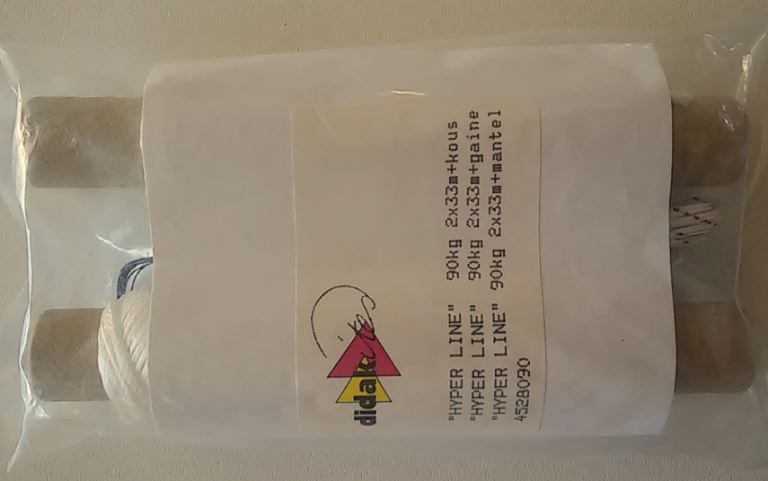 didak
"HYPER LINE" 90kg 2x33m+kous
"HYPER LINE" 90kg 2x33m+gaine
"HYPER LINE" 90kg 2x33m+mantel
4528090